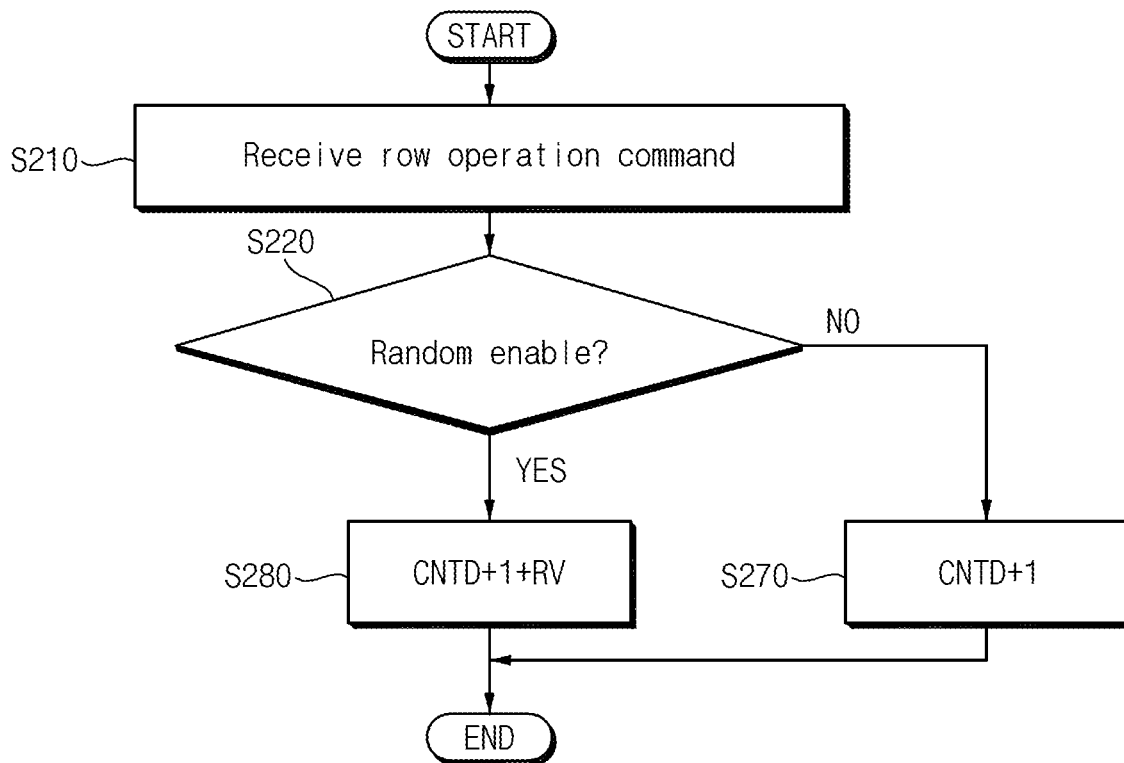 START
S210
Receive row operation command
S220
Random enable?
NO
YES
S280
CNTD+1+RV
S270
CNTD+1
END